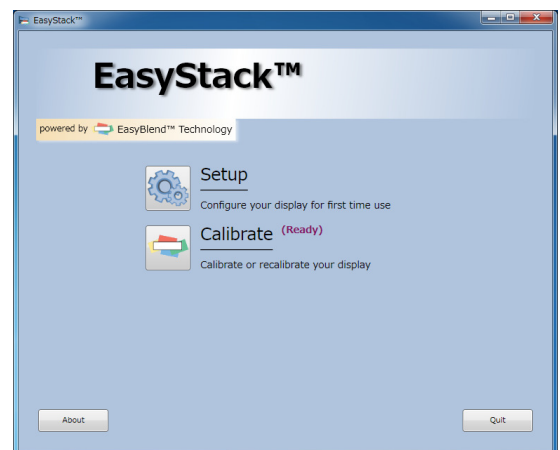 EasyStack™
EasyStack™
powered by EasyBlend™ Technology
Setup
Configure your display for first time use
Calibrate (Ready)
Calibrate or recalibrate your display
About Quit